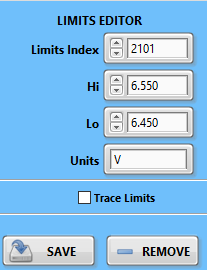 LIMITS EDITOR
Limits Index 2101
Hi 6.550
Lo 6.450
Units V
Trace Limits
SAVE REMOVE